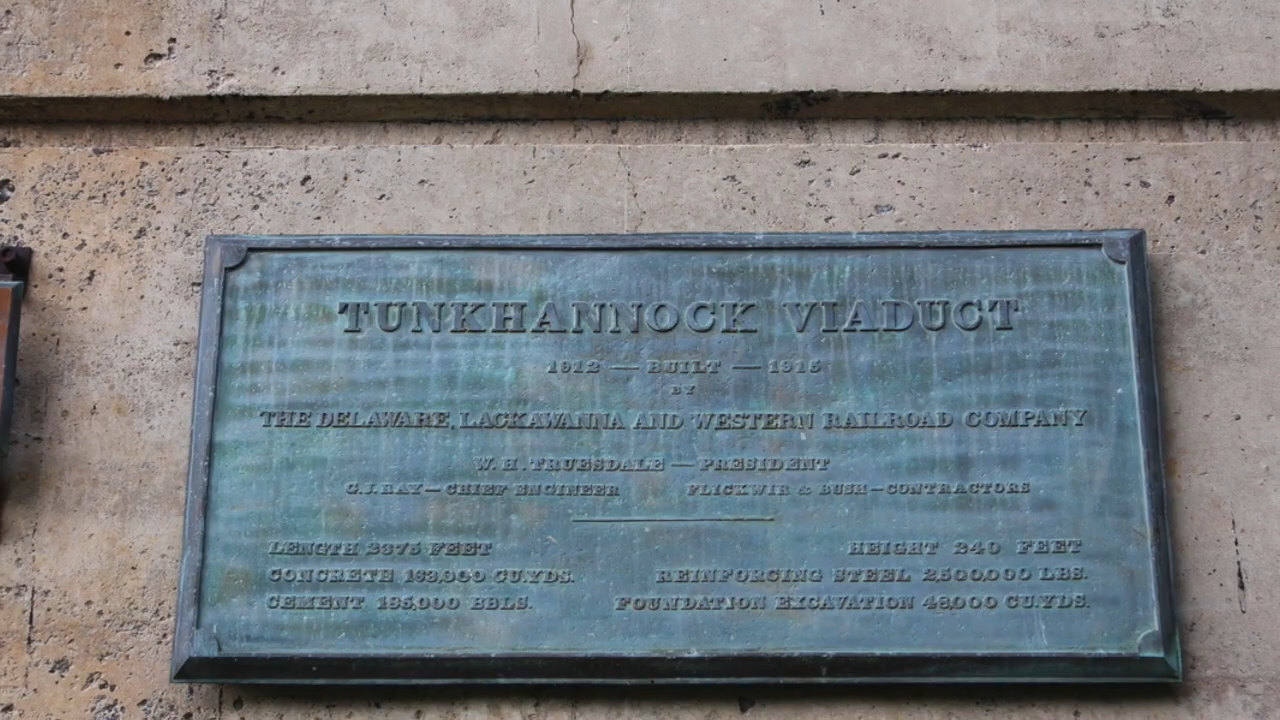 TUNKHANNOCK VIADUCT
1912 — BUILT — 1915
BY
THE DELAWARE, LACKAWANNA AND WESTERN RAILROAD COMPANY
W. H. TRUESDALE — PRESIDENT
G. J. RAY — CHIEF ENGINEER FLICKWIR & BUSH — CONTRACTORS
LENGTH 2375 FEET HEIGHT 240 FEET
CONCRETE 163,000 CU.YDS. REINFORCING STEEL 2,500,000 LBS.
CEMENT 185,000 BBLS. FOUNDATION EXCAVATION 48,000 CU.YDS.